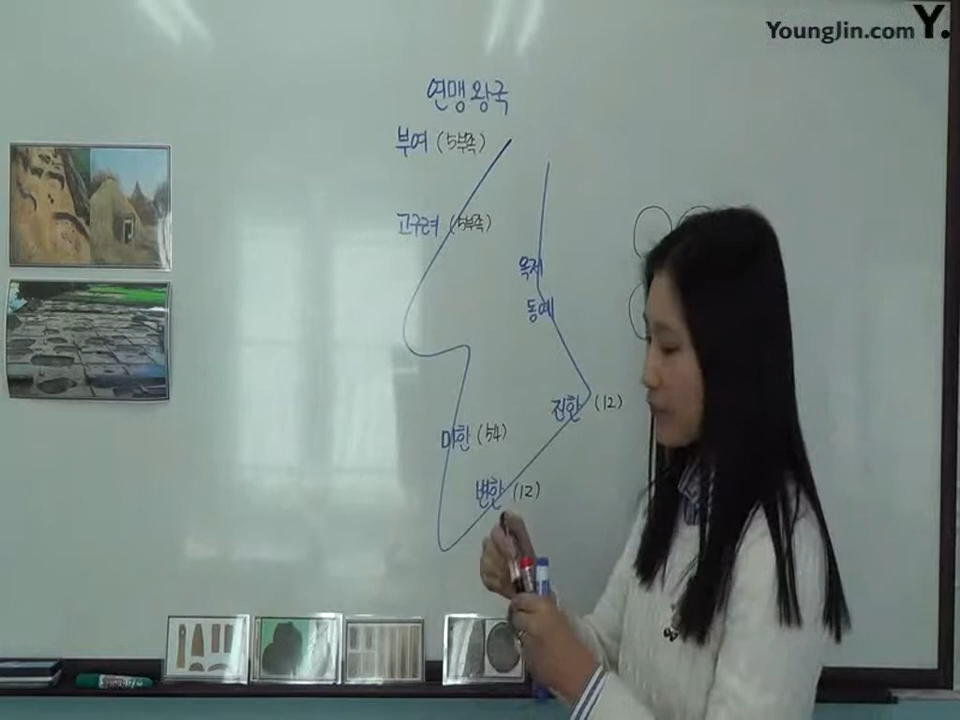 YoungJin.com Y.
연맹 왕국
부여 (5부족)
고구려 (5부족)
옥저
동예
진한 (12)
마한 (54)
변한 (12)